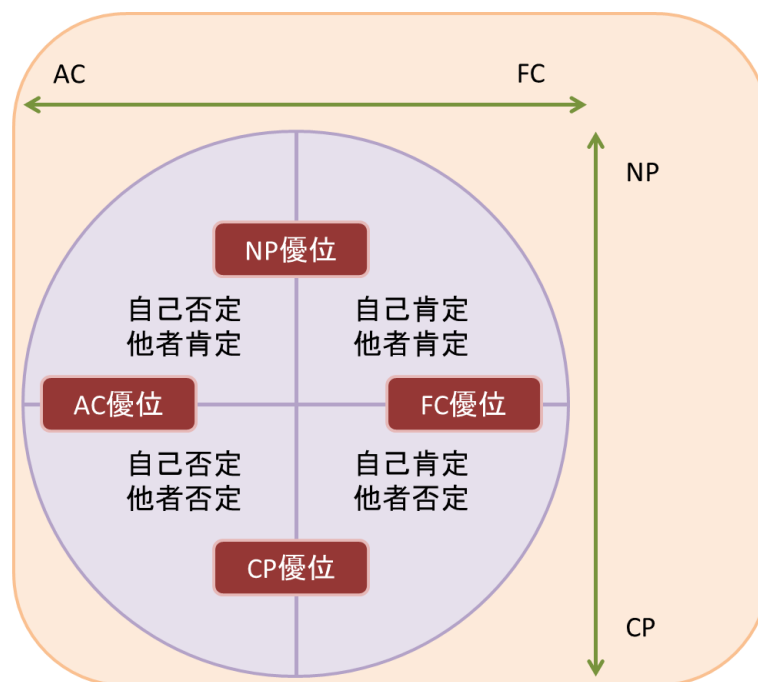 AC
FC
NP
NP優位
自己否定
他者肯定
自己肯定
他者肯定
AC優位
FC優位
自己否定
他者否定
自己肯定
他者否定
CP優位
CP